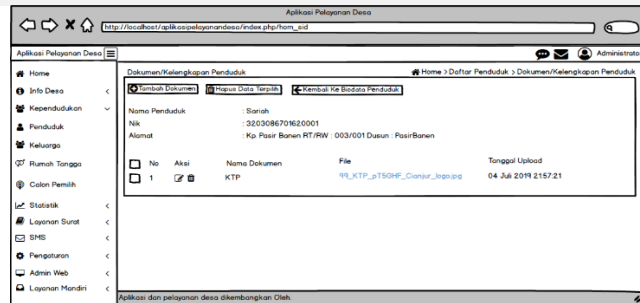 Aplikasi Pelayanan Desa
http://localhost/aplikasipelayanandesa/index.php/hom_sid
Aplikasi Pelayanan Desa
Administrato
Home
Info Desa
Kependudukan
Penduduk
Keluarga
Rumah Tangga
Calon Pemilih
Statistik
Layanan Surat
SMS
Pengaturan
Admin Web
Layanan Mandiri
Dokumen/Kelengkapan Penduduk
Home > Daftar Penduduk > Dokumen/Kelengkapan Penduduk
Tambah Dokumen Hapus Data Terpilih Kembali Ke Biodata Penduduk
Nama Penduduk : Sariah
Nik : 3203086701620001
Alamat : Kp Pasir Banen RT/RW : 003/001 Dusun : PasirBanen
No Aksi Nama Dokumen File Tanggal Upload
1 KTP 99_KTP_pT5GHF_Cianjur_logo.jpg 04 Juli 2019 21:57:21
Aplikasi dan pelayanan desa dikembangkan Oleh.